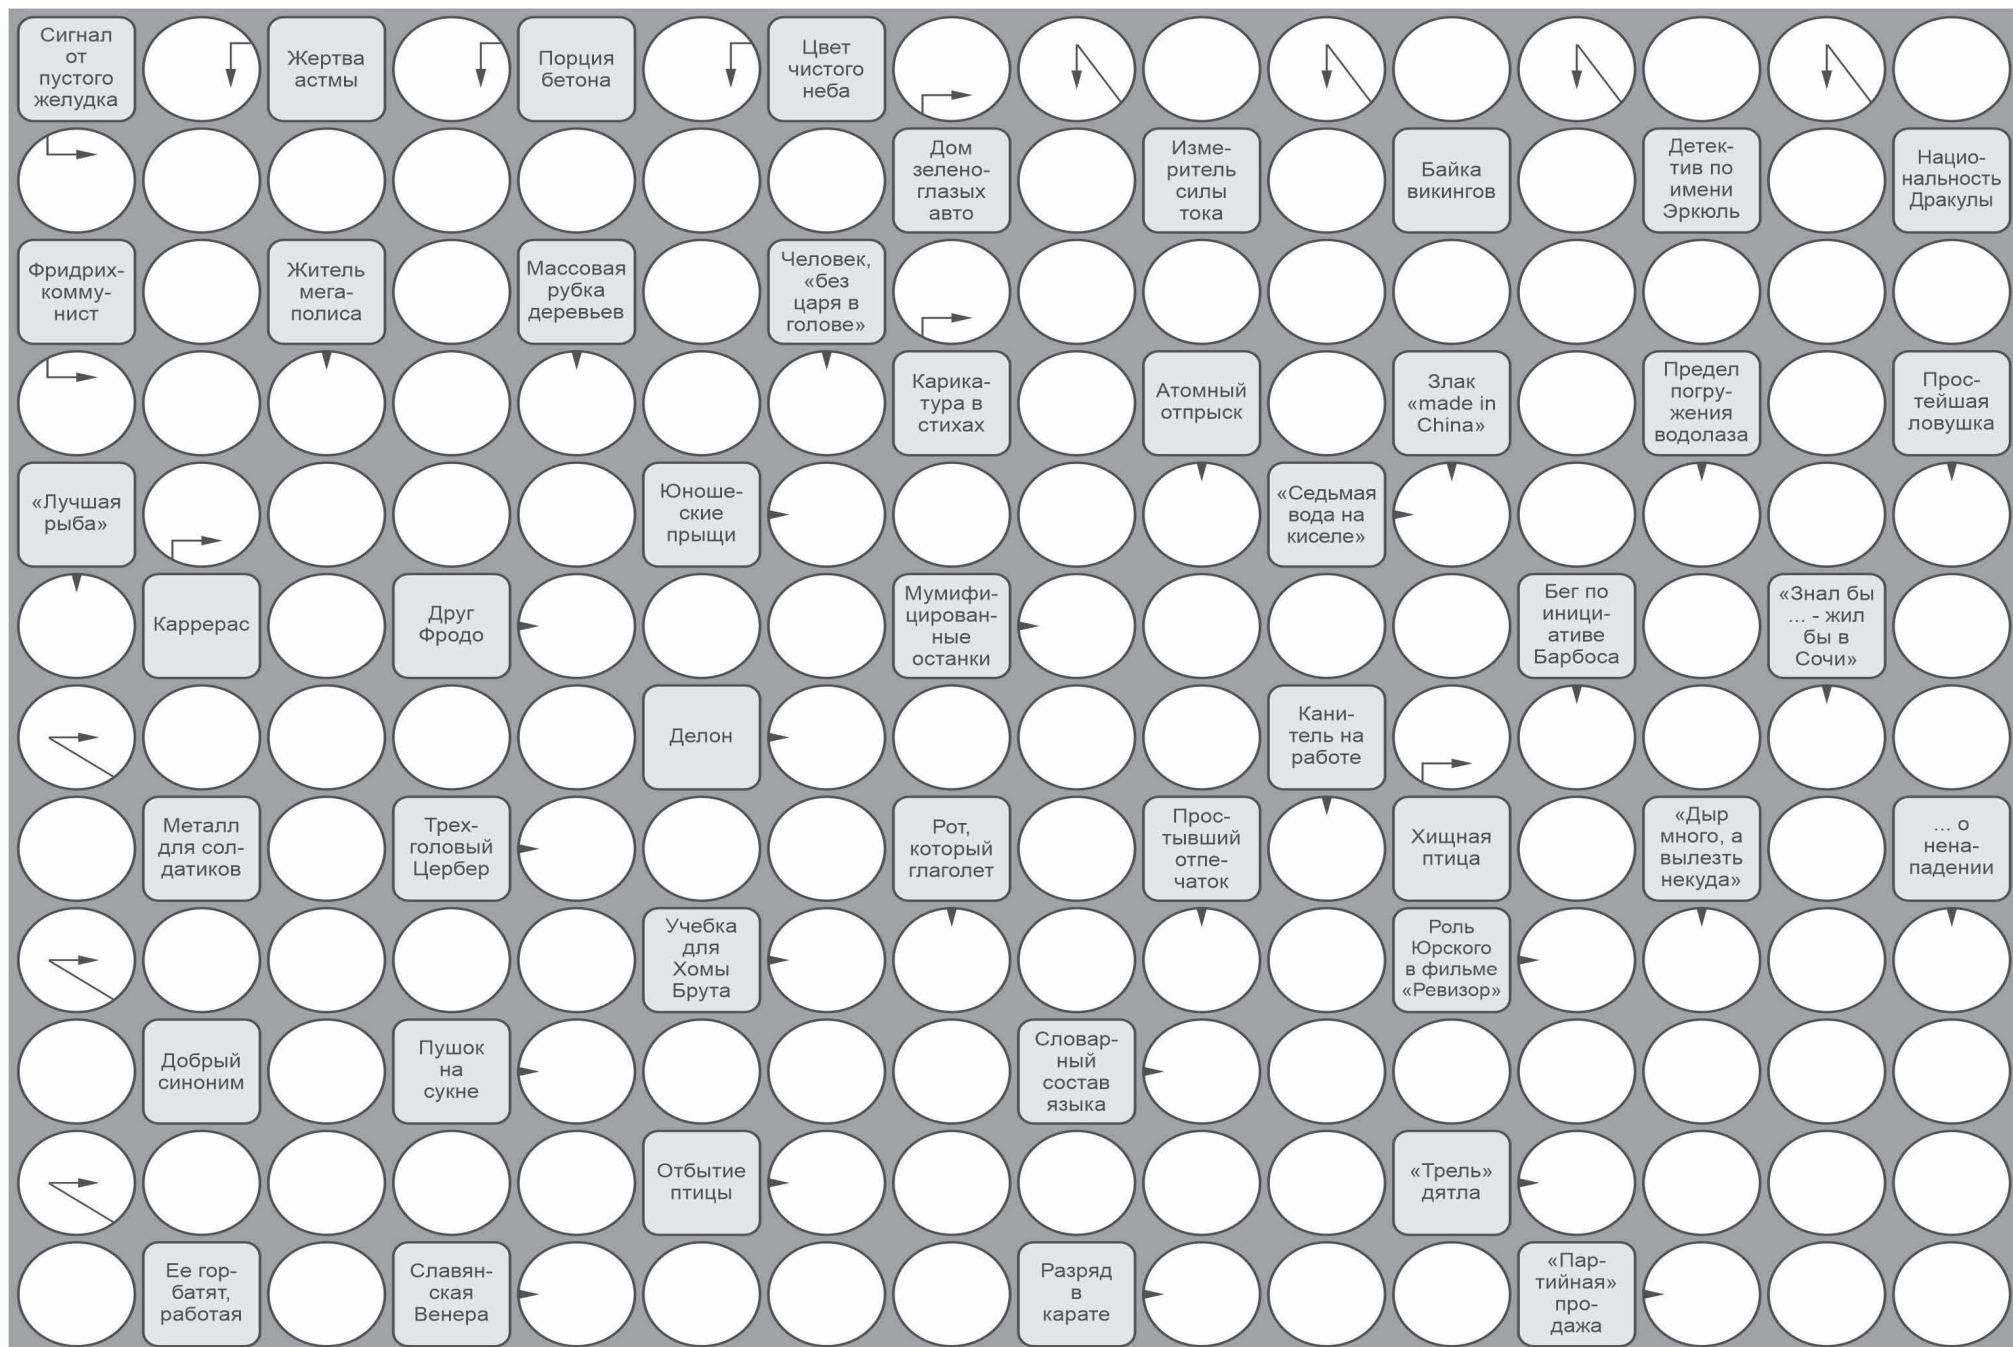 Сигнал
от
пустого
желудка
Жертва
астмы
Порция
бетона
Цвет
чистого
неба
Дом
зелено-
глазых
авто
Изме-
ритель
силы
тока
Байка
викингов
Детек-
тив по
имени
Эркюль
Нацио-
нальность
Дракулы
Фридрих-
комму-
нист
Житель
мега-
полиса
Массовая
рубка
деревьев
Человек,
«без
царя в
голове»
Карика-
тура в
стихах
Атомный
отпрыск
Злак
«made in
China»
Предел
погру-
жения
водолаза
Прос-
тейшая
ловушка
«Лучшая
рыба»
Юноше-
ские
прыщи
«Седьмая
вода на
киселе»
Каррерас
Друг
Фродо
Мумифи-
цирован-
ные
останки
Бег по
иници-
ативе
Барбоса
«Знал бы
... - жил
бы в
Сочи»
Делон
Кани-
тель на
работе
Металл
для сол-
датиков
Трех-
головый
Цербер
Рот,
который
глаголет
Прос-
тывший
отпе-
чаток
Хищная
птица
«Дыр
много, а
вылезть
некуда»
... о
нена-
падении
Учебка
для
Хомы
Брута
Роль
Юрского
в фильме
«Ревизор»
Добрый
синоним
Пушок
на
сукне
Словар-
ный
состав
языка
Отбытие
птицы
«Трель»
дятла
Ее гор-
батят,
работая
Славян-
ская
Венера
Разряд
в
карате
«Пар-
тийная»
про-
дажа